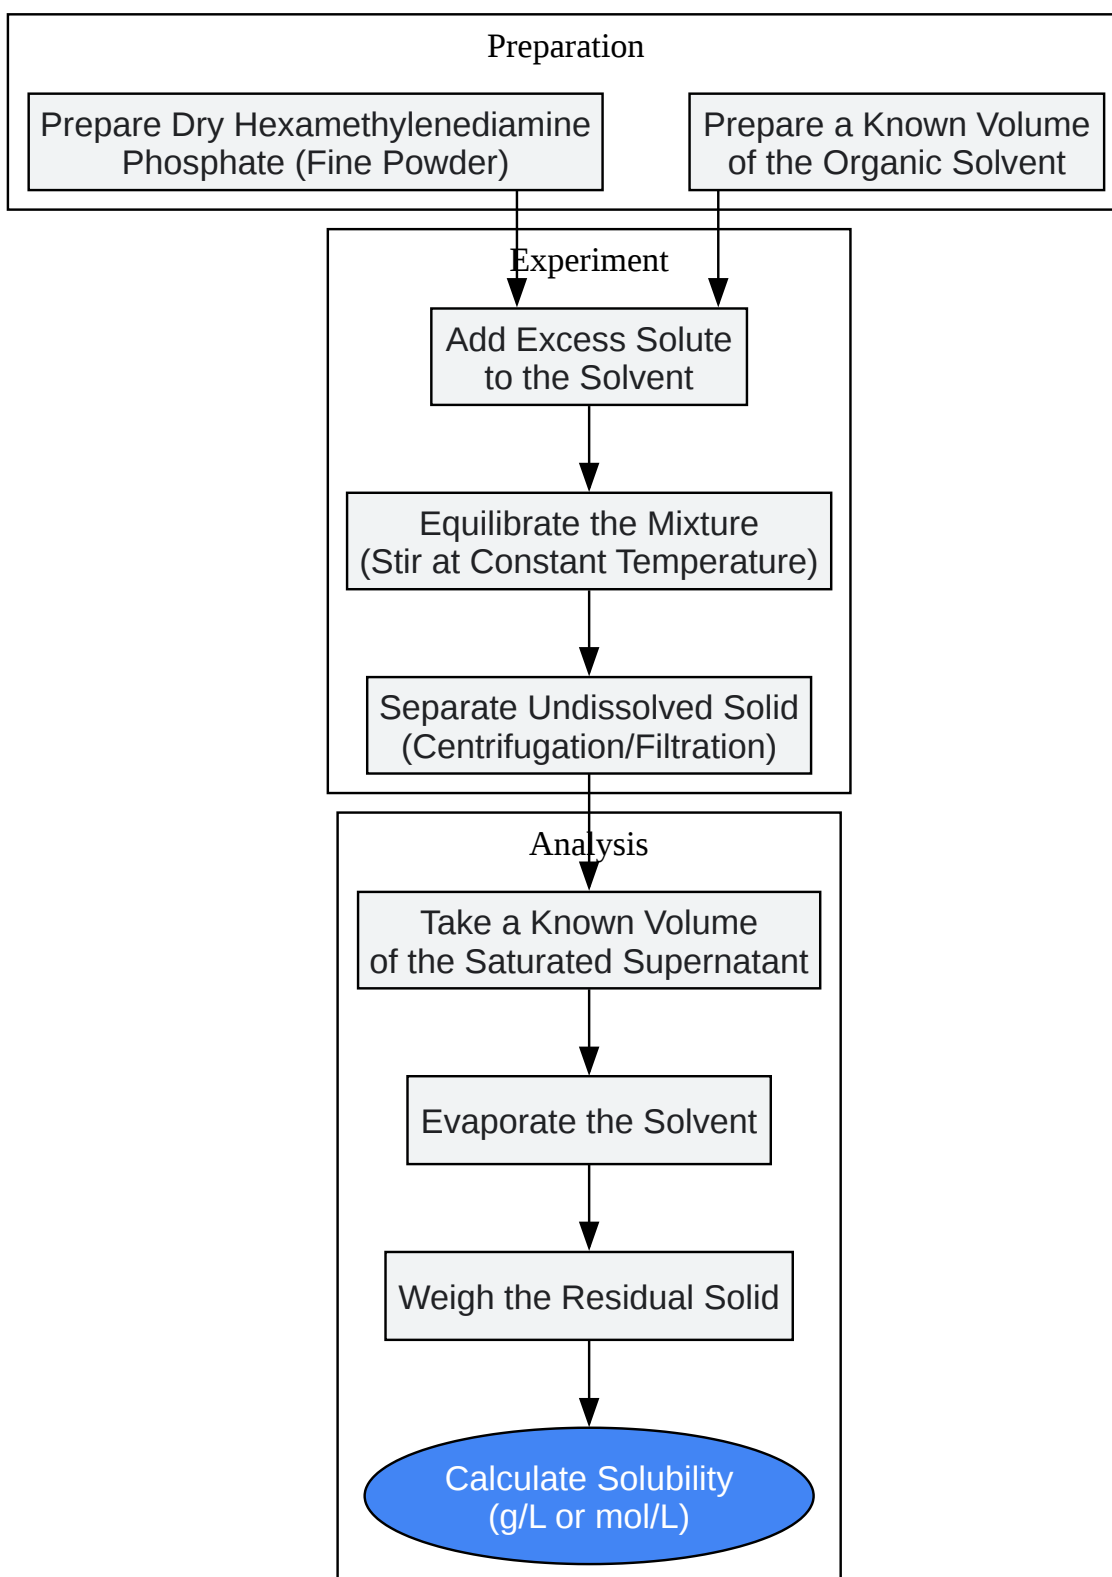 Preparation
Prepare Dry Hexamethylenediamine
Phosphate (Fine Powder)
Prepare a Known Volume
of the Organic Solvent
Experiment
Add Excess Solute
to the Solvent
Equilibrate the Mixture
(Stir at Constant Temperature)
Separate Undissolved Solid
(Centrifugation/Filtration)
Analysis
Take a Known Volume
of the Saturated Supernatant
Evaporate the Solvent
Weigh the Residual Solid
Calculate Solubility
(g/L or mol/L)